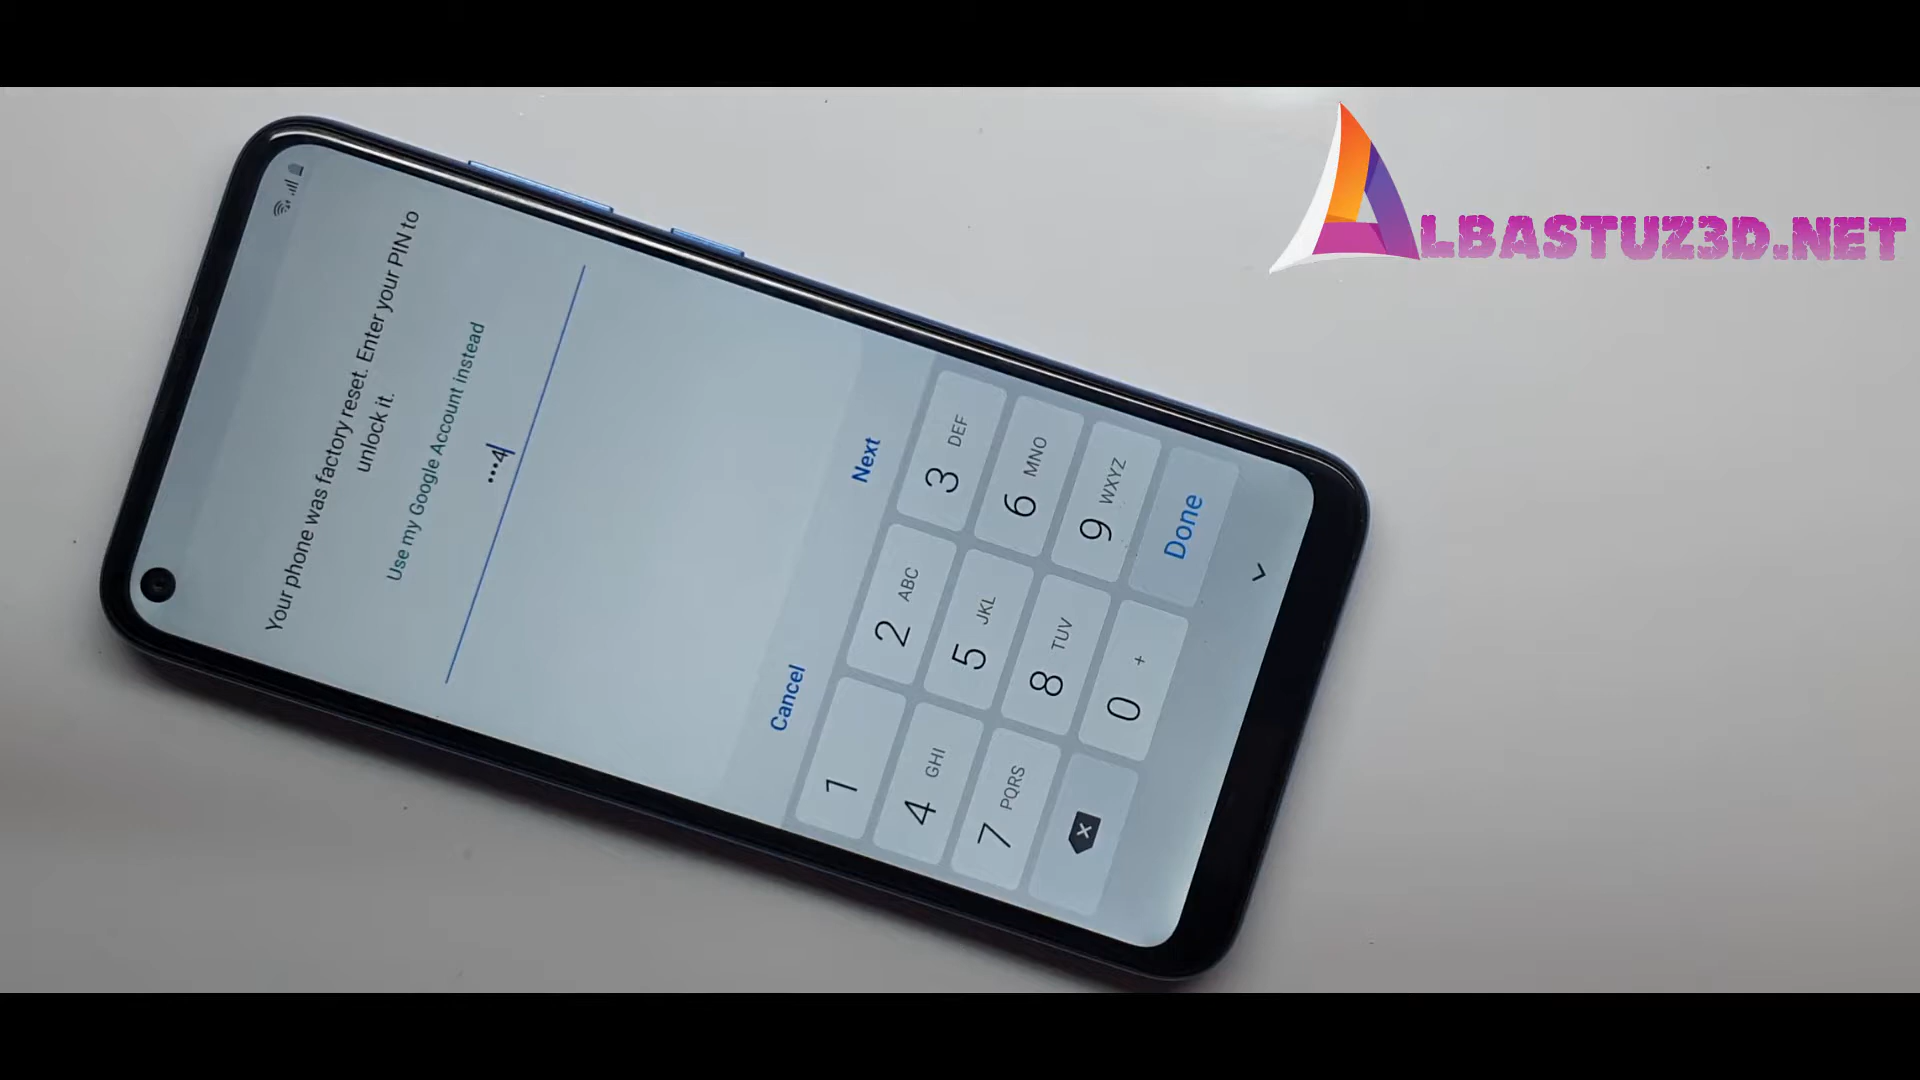 ALBASTUZ3D.NET
Your phone was factory reset. Enter your PIN to
unlock it.
Use my Google Account instead
•••4
Cancel
Next
1
2 ABC
3 DEF
4 GHI
5 JKL
6 MNO
7 PQRS
8 TUV
9 WXYZ
0 +
Done